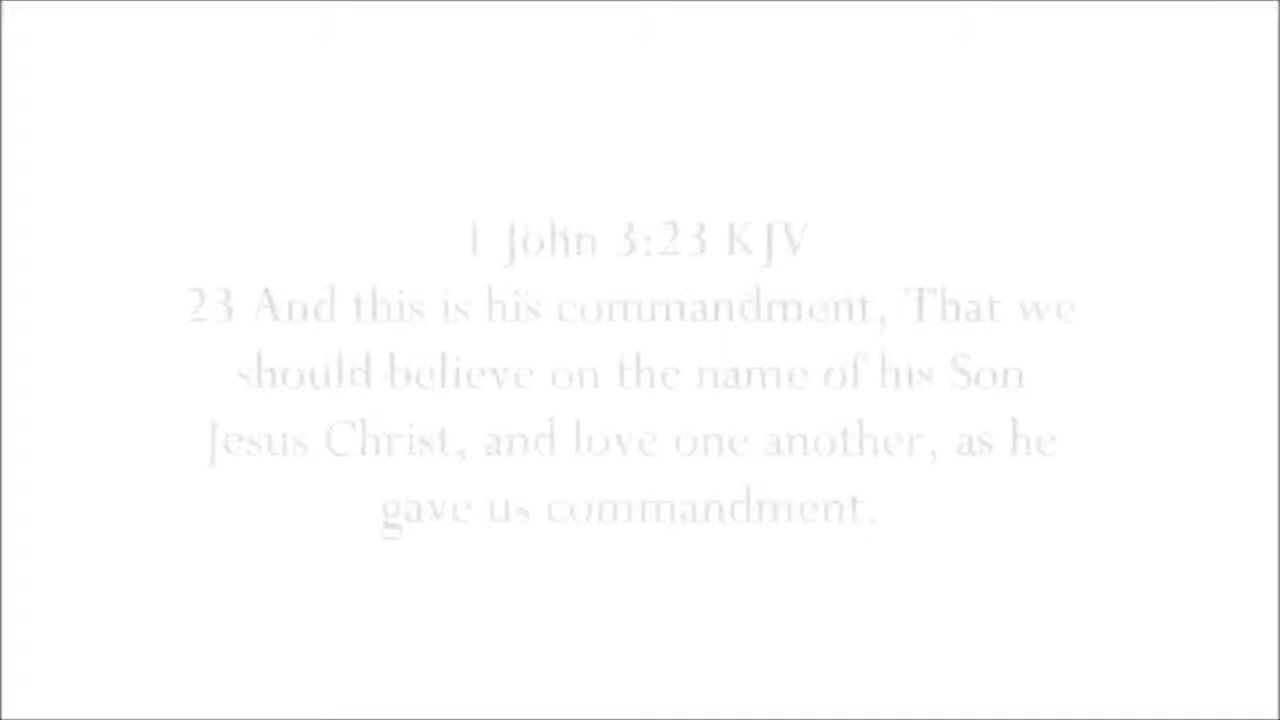 1 John 3:23 KJV
23 And this is his commandment, That we
should believe on the name of his Son
Jesus Christ, and love one another, as he
gave us commandment.